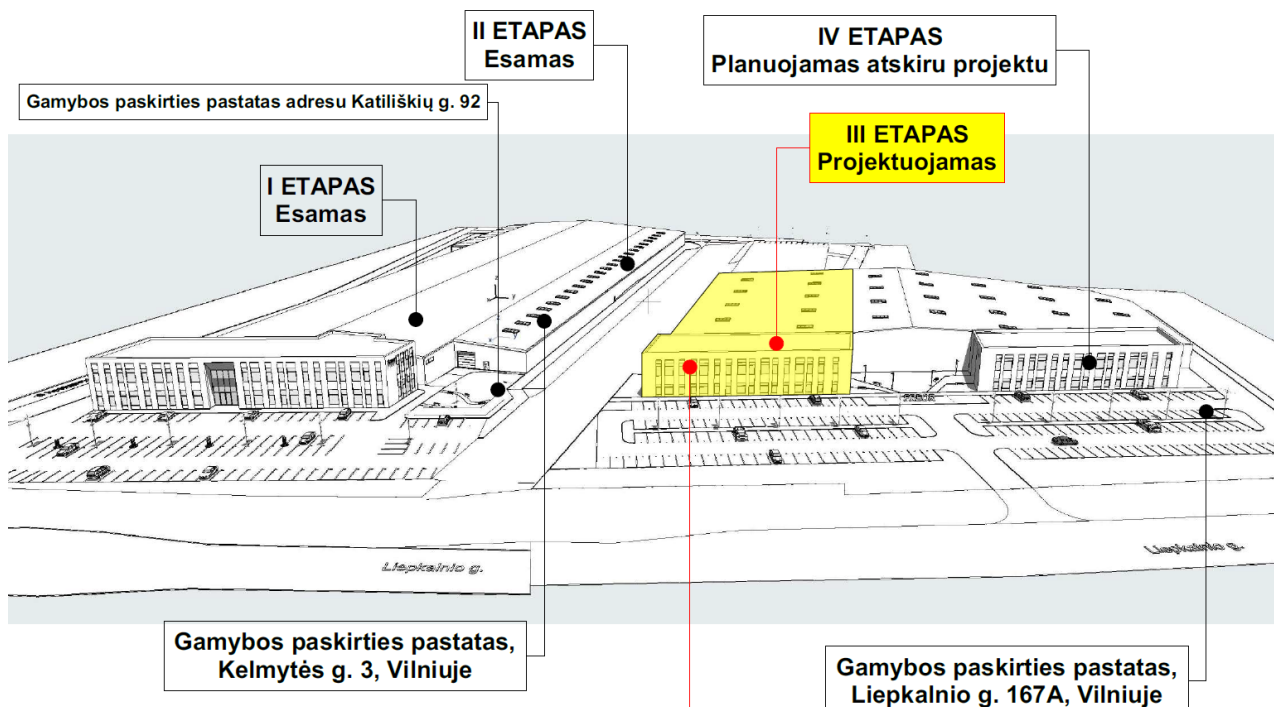 II ETAPAS
Esamas
IV ETAPAS
Planuojamas atskiru projektu
Gamybos paskirties pastatas adresu Katiliškių g. 92
III ETAPAS
Projektuojamas
I ETAPAS
Esamas
Liepkalnio g.
Liepkalnio g.
Gamybos paskirties pastatas,
Kelmytės g. 3, Vilniuje
Gamybos paskirties pastatas,
Liepkalnio g. 167A, Vilniuje